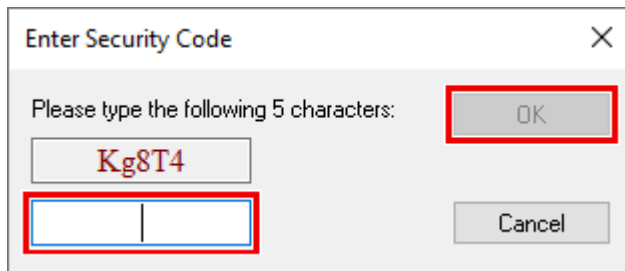 Enter Security Code
Please type the following 5 characters:
OK
Kg8T4
Cancel